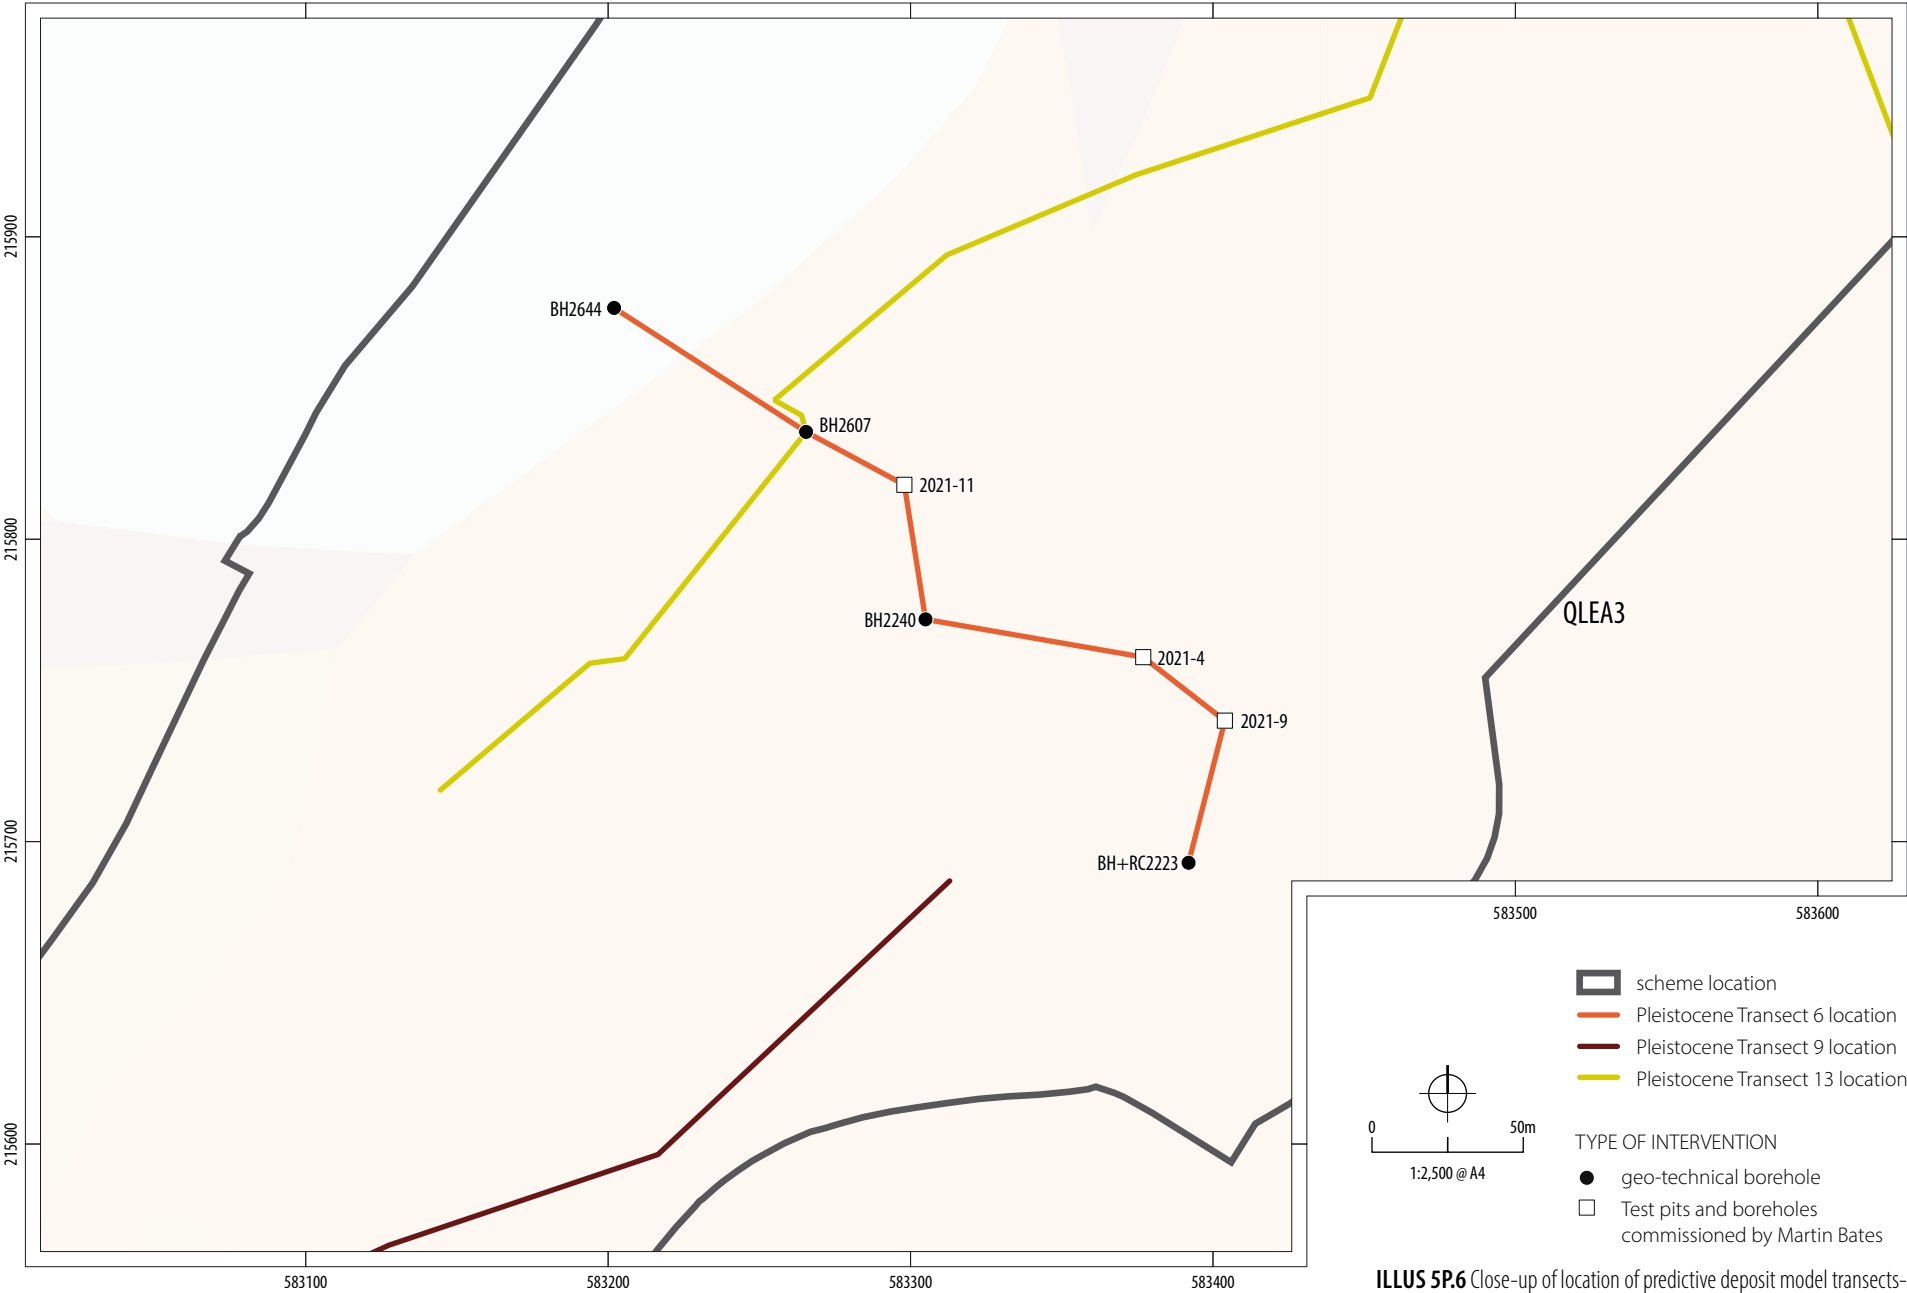 215900
215800
215700
215600
BH2644
BH2607
2021-11
BH2240
2021-4
2021-9
BH+RC2223
QLEA3
583500
583600
583100
583200
583300
583400
scheme location
Pleistocene Transect 6 location
Pleistocene Transect 9 location
Pleistocene Transect 13 location
0 50m
1:2,500 @ A4
TYPE OF INTERVENTION
geo-technical borehole
Test pits and boreholes
commissioned by Martin Bates
ILLUS 5P.6 Close-up of location of predictive deposit model transects-